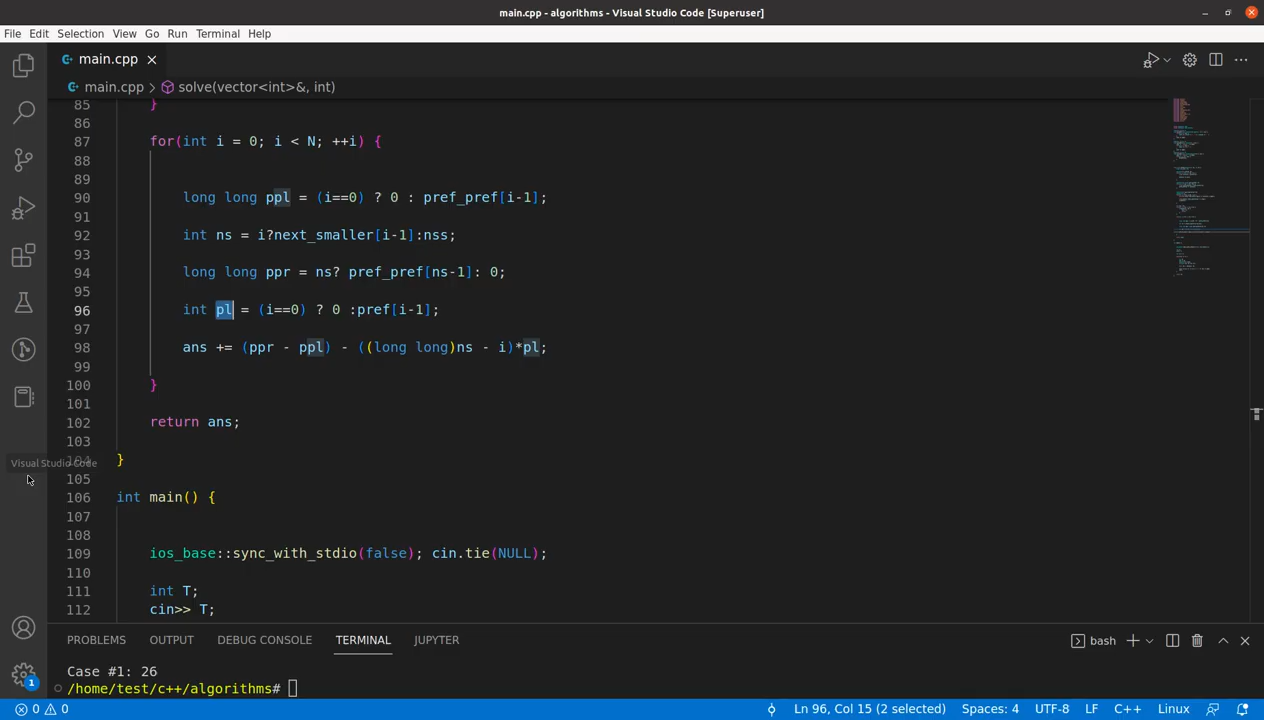 main.cpp - algorithms - Visual Studio Code [Superuser]
File Edit Selection View Go Run Terminal Help
main.cpp
main.cpp > solve(vector<int>&, int)
85 }
86
87 for(int i = 0; i < N; ++i) {
88
89
90 long long ppl = (i==0) ? 0 : pref_pref[i-1];
91
92 int ns = i?next_smaller[i-1]:nss;
93
94 long long ppr = ns? pref_pref[ns-1]: 0;
95
96 int pl = (i==0) ? 0 :pref[i-1];
97
98 ans += (ppr - ppl) - ((long long)ns - i)*pl;
99
100 }
101
102 return ans;
103
104 }
Visual Studio Code
105
106 int main() {
107
108
109 ios_base::sync_with_stdio(false); cin.tie(NULL);
110
111 int T;
112 cin>> T;
PROBLEMS OUTPUT DEBUG CONSOLE TERMINAL JUPYTER bash
Case #1: 26
/home/test/c++/algorithms#
1
0 0 Ln 96, Col 15 (2 selected) Spaces: 4 UTF-8 LF C++ Linux